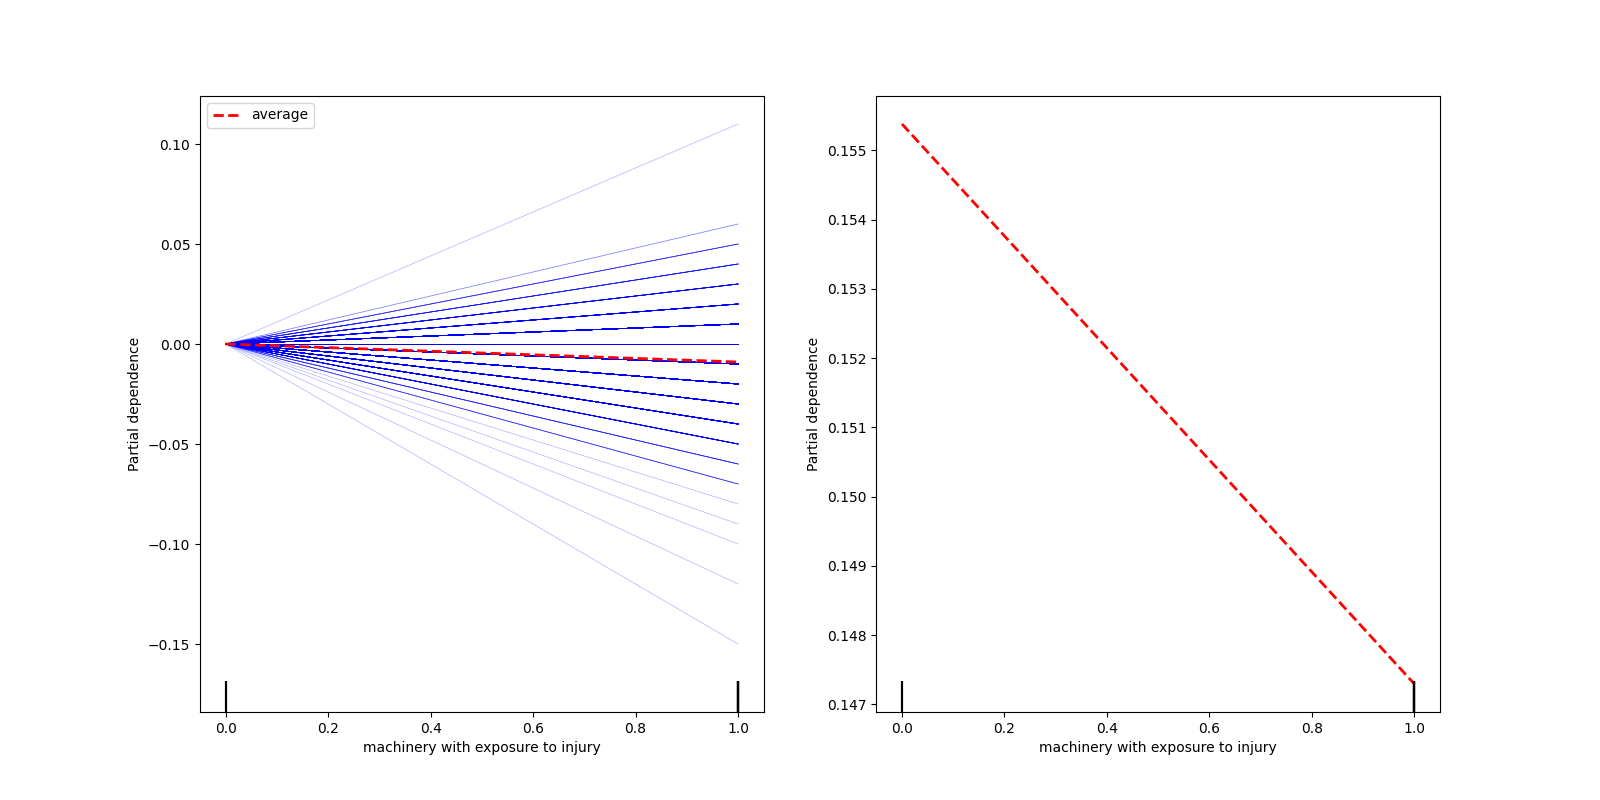 average
0.10
0.05
0.00
−0.05
−0.10
−0.15
Partial dependence
0.0 0.2 0.4 0.6 0.8 1.0
machinery with exposure to injury
0.155
0.154
0.153
0.152
0.151
0.150
0.149
0.148
0.147
Partial dependence
0.0 0.2 0.4 0.6 0.8 1.0
machinery with exposure to injury